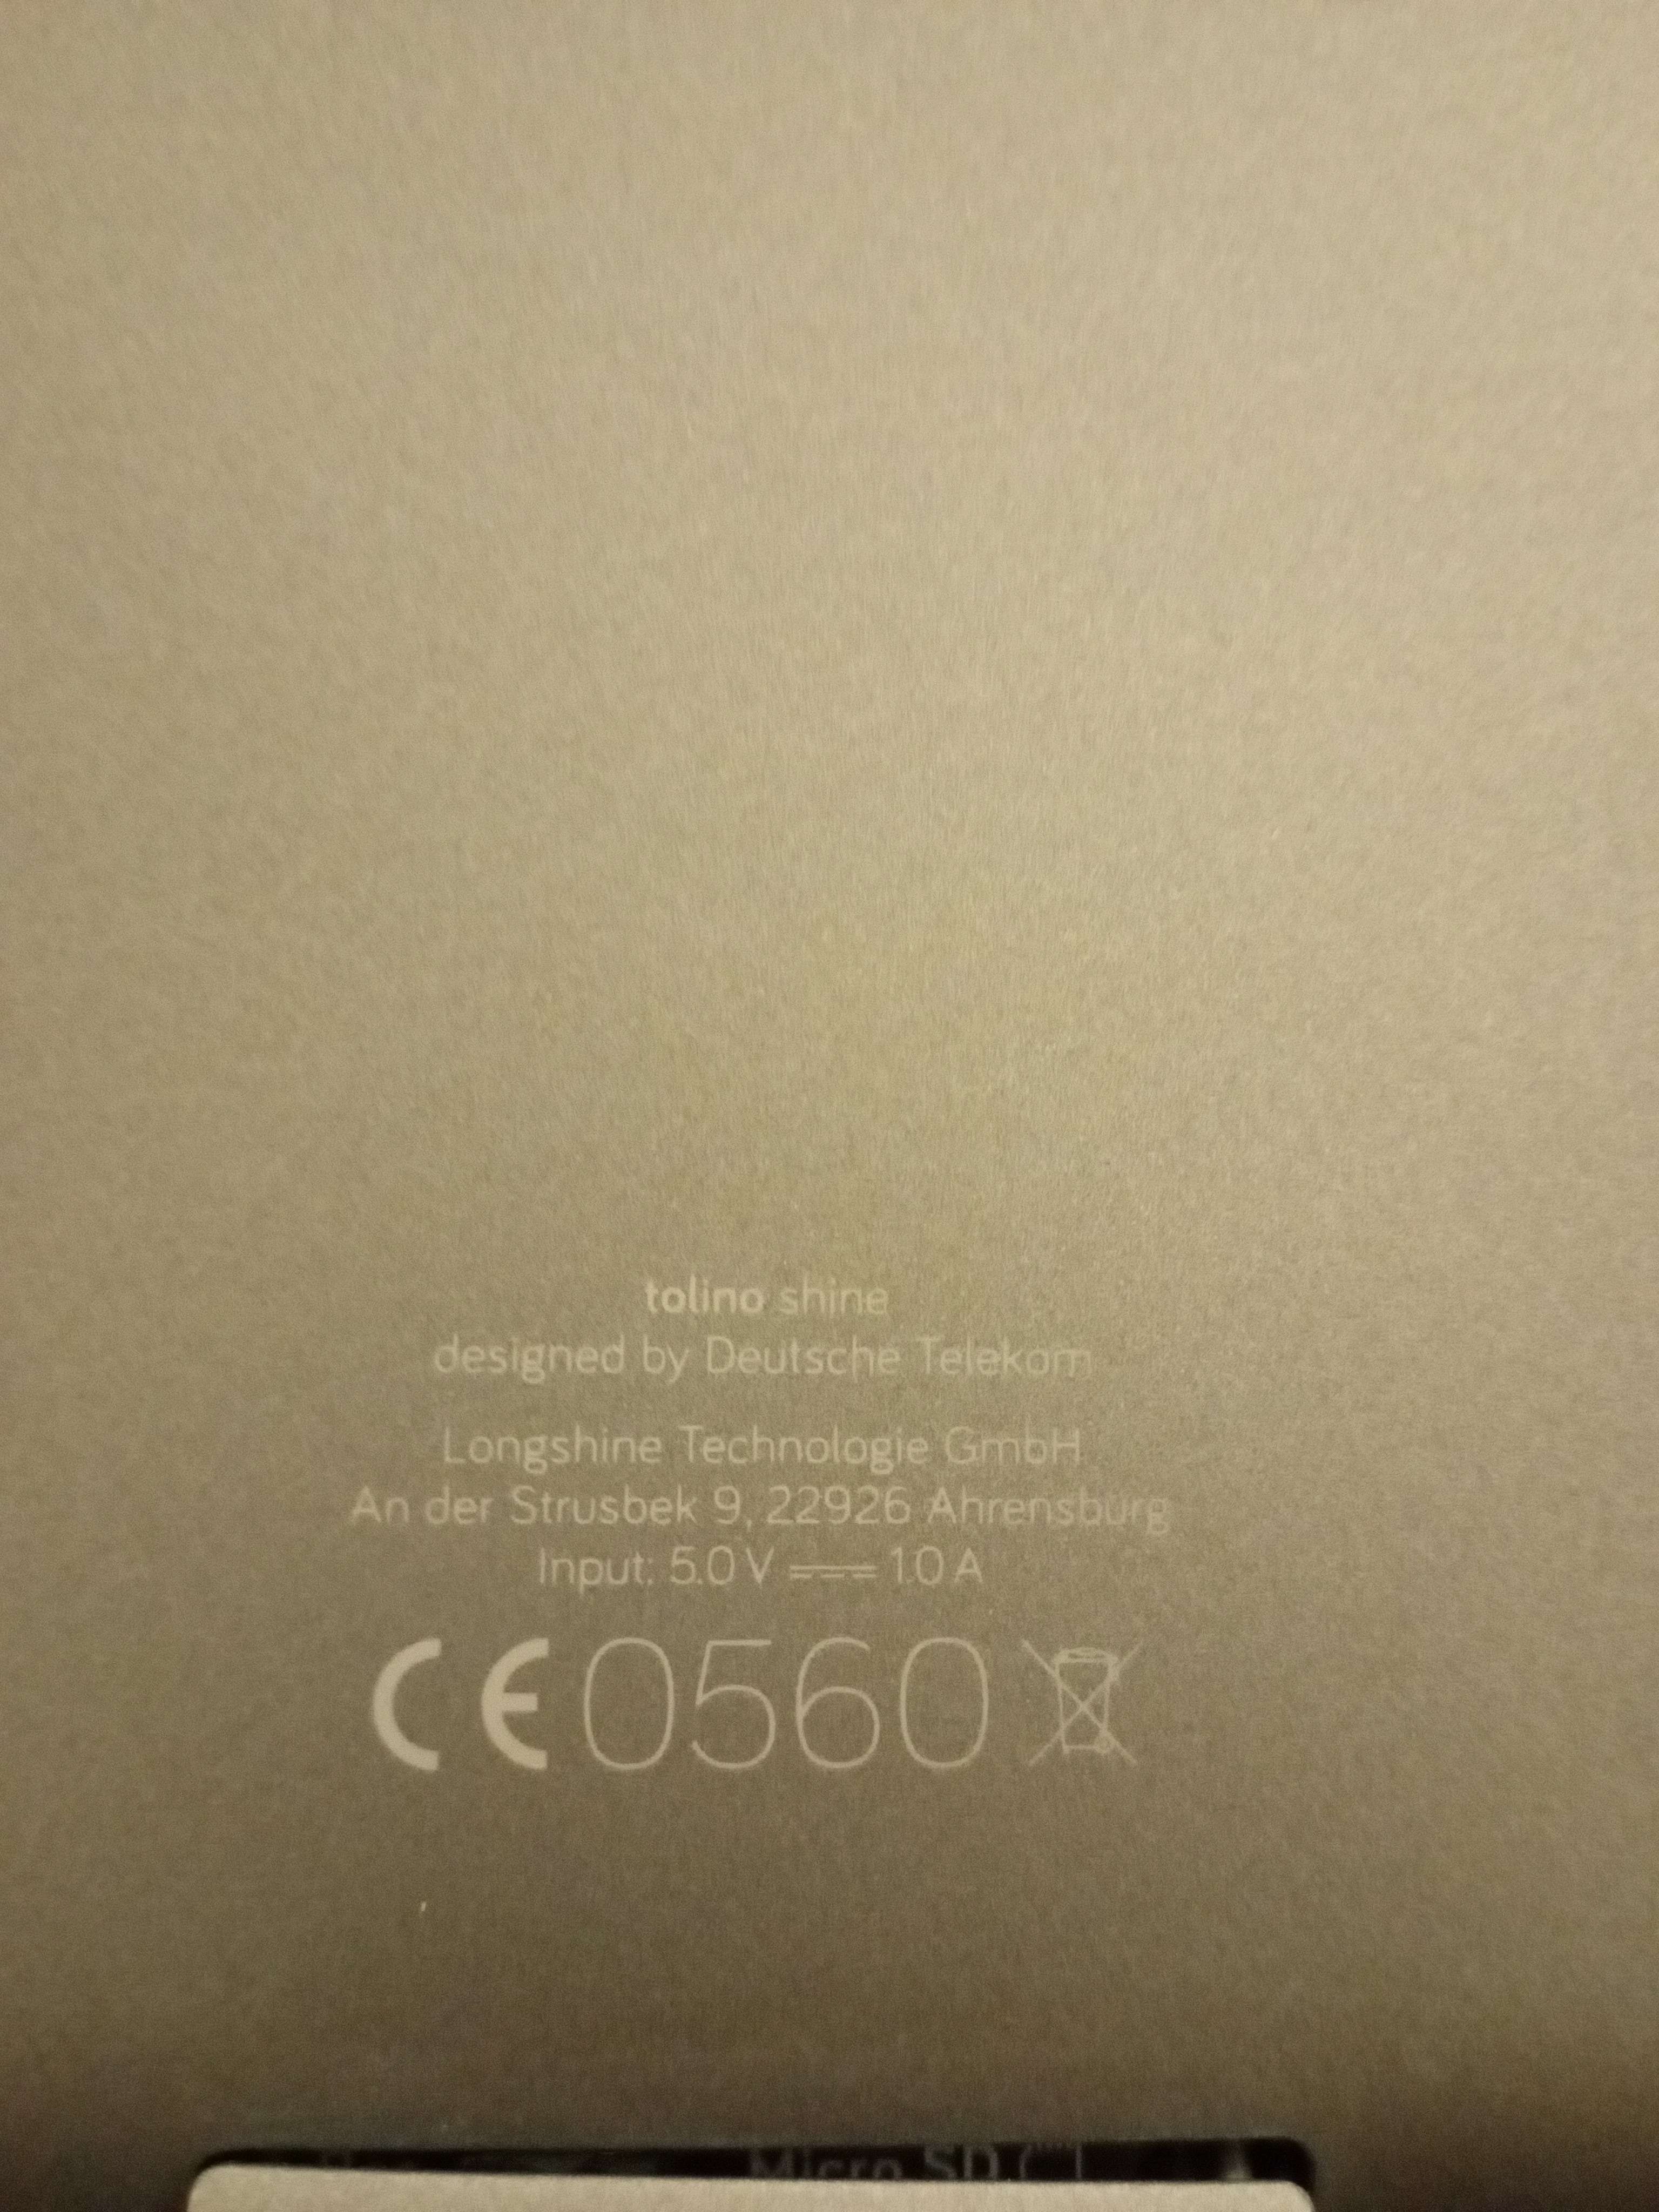 tolino shine
designed by Deutsche Telekom
Longshine Technologie GmbH
An der Strusbek 9, 22926 Ahrensburg
Input: 5.0 V ⎓ 1.0 A
CE 0560
Micro SD